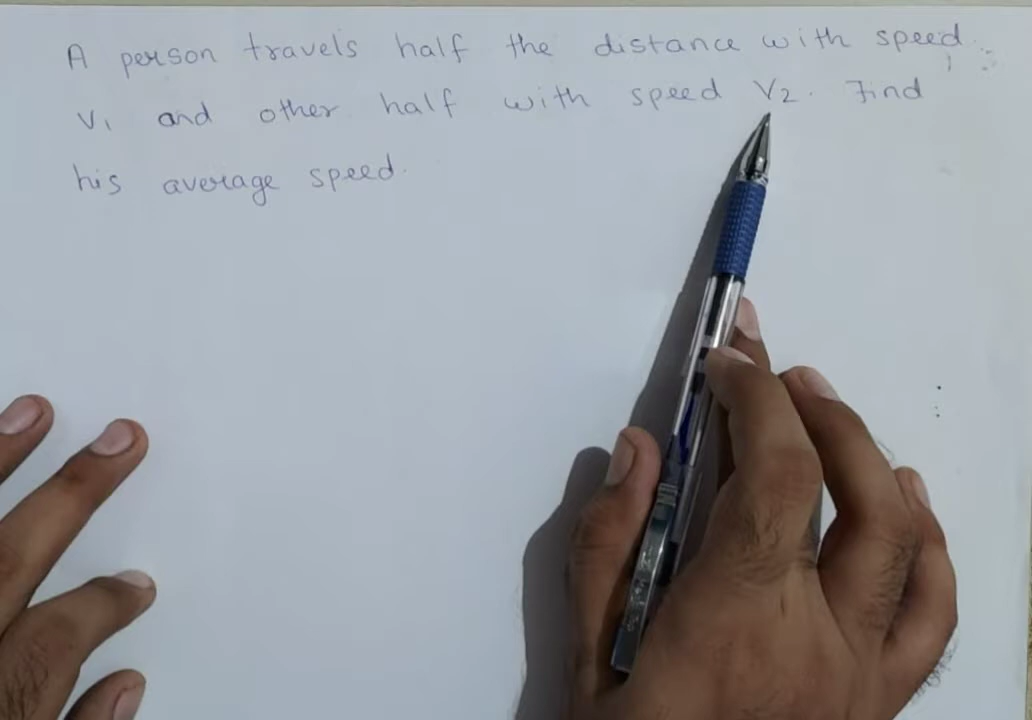 A person travels half the distance with speed
V₁ and other half with speed V₂. Find
his average speed.